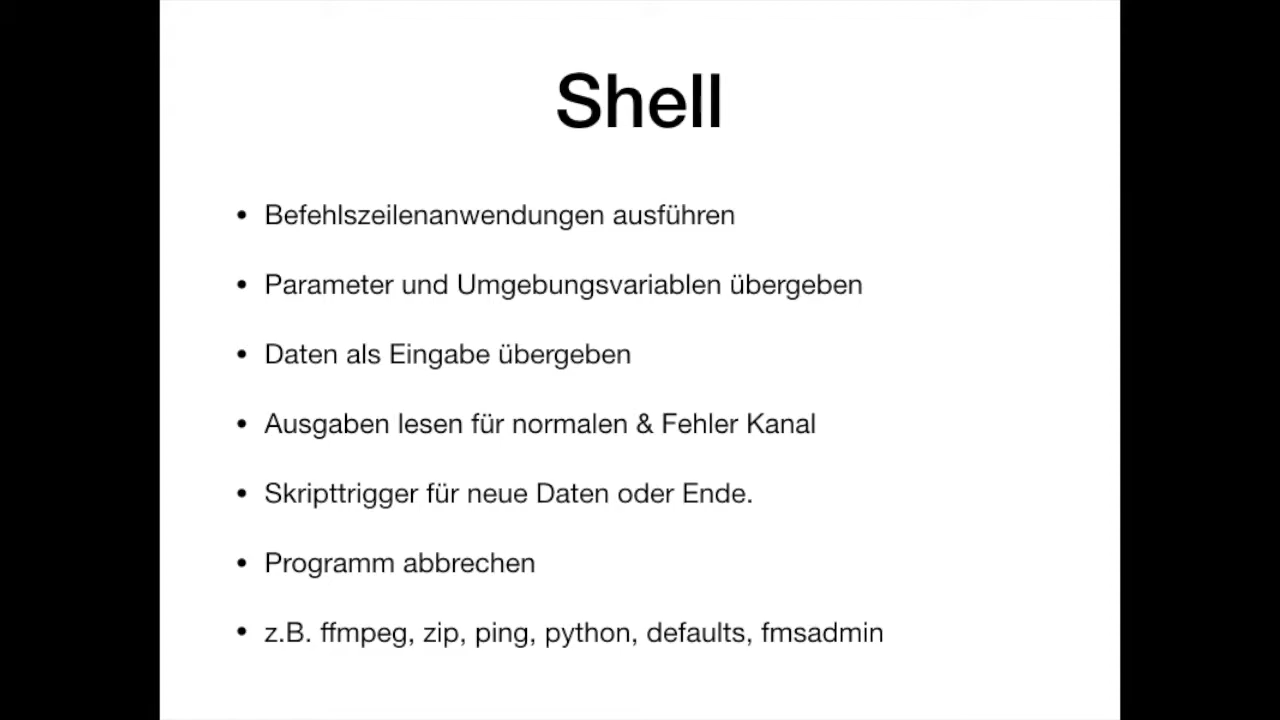 Shell
• Befehlszeilenanwendungen ausführen
• Parameter und Umgebungsvariablen übergeben
• Daten als Eingabe übergeben
• Ausgaben lesen für normalen & Fehler Kanal
• Skripttrigger für neue Daten oder Ende.
• Programm abbrechen
• z.B. ffmpeg, zip, ping, python, defaults, fmsadmin